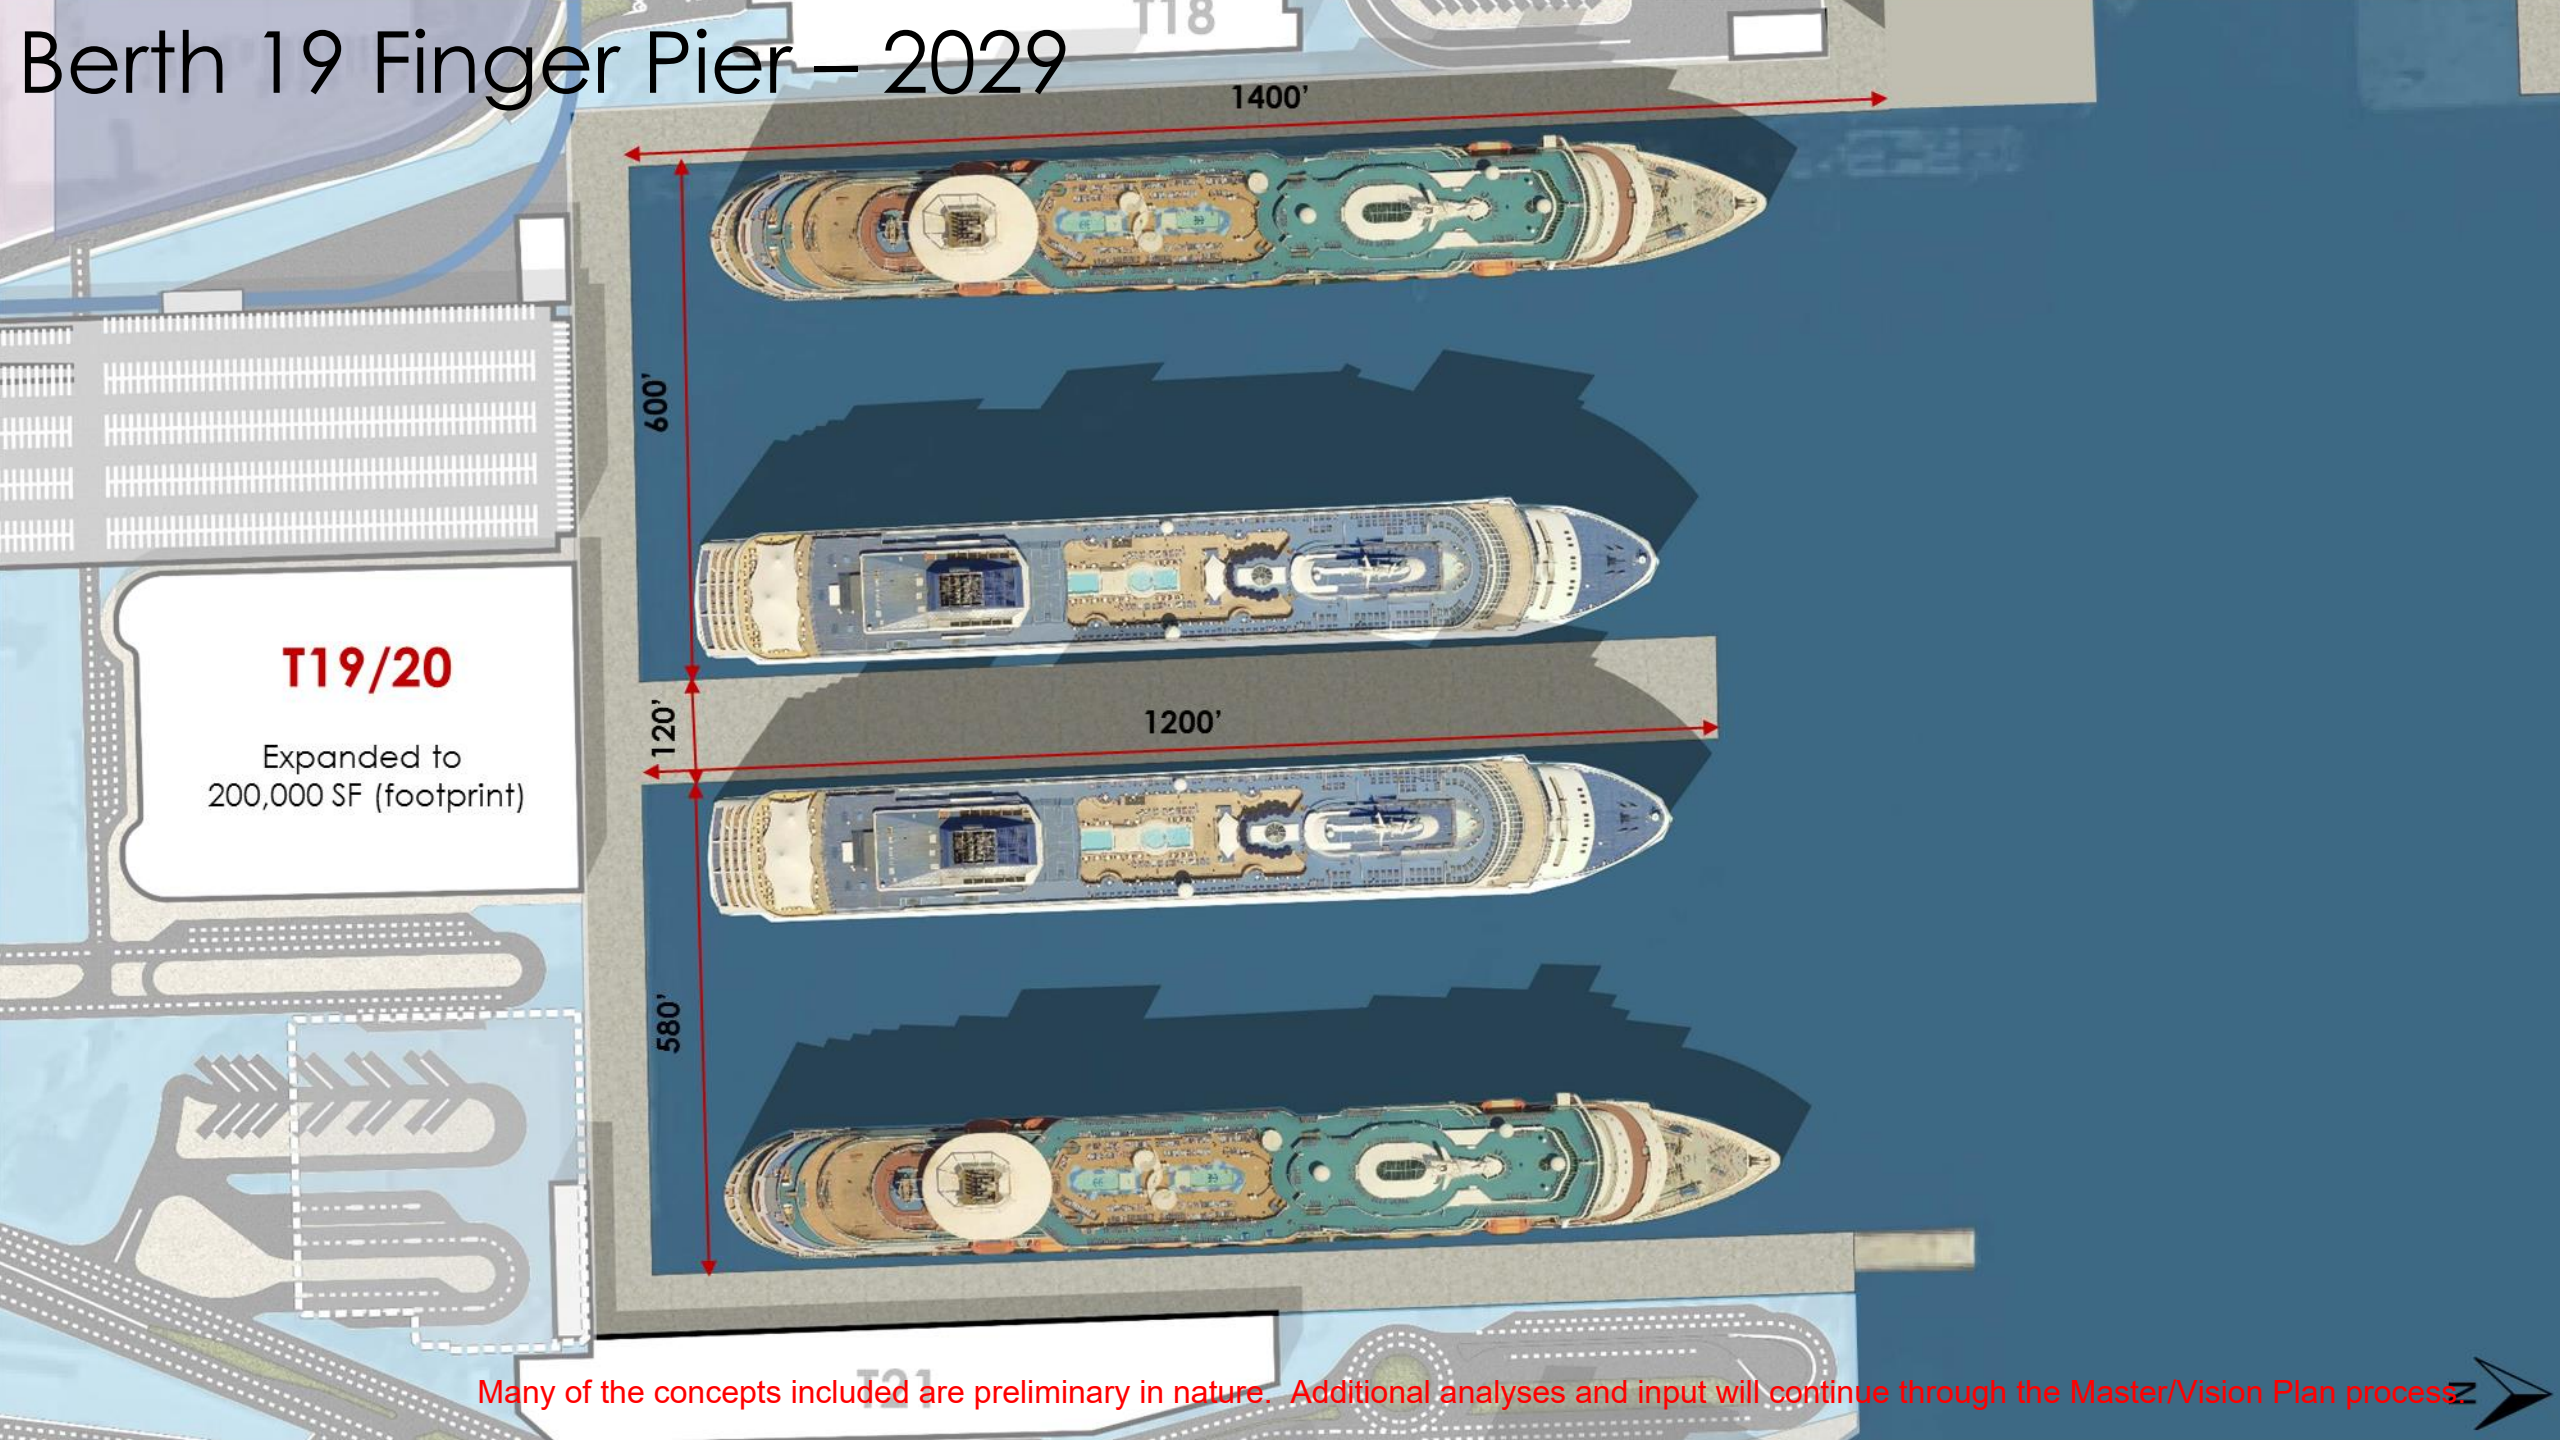 T18
Berth 19 Finger Pier – 2029
1400’
600’
T19/20
Expanded to
200,000 SF (footprint)
120’
1200’
580’
T21
Many of the concepts included are preliminary in nature.  Additional analyses and input will continue through the Master/Vision Plan process.
N